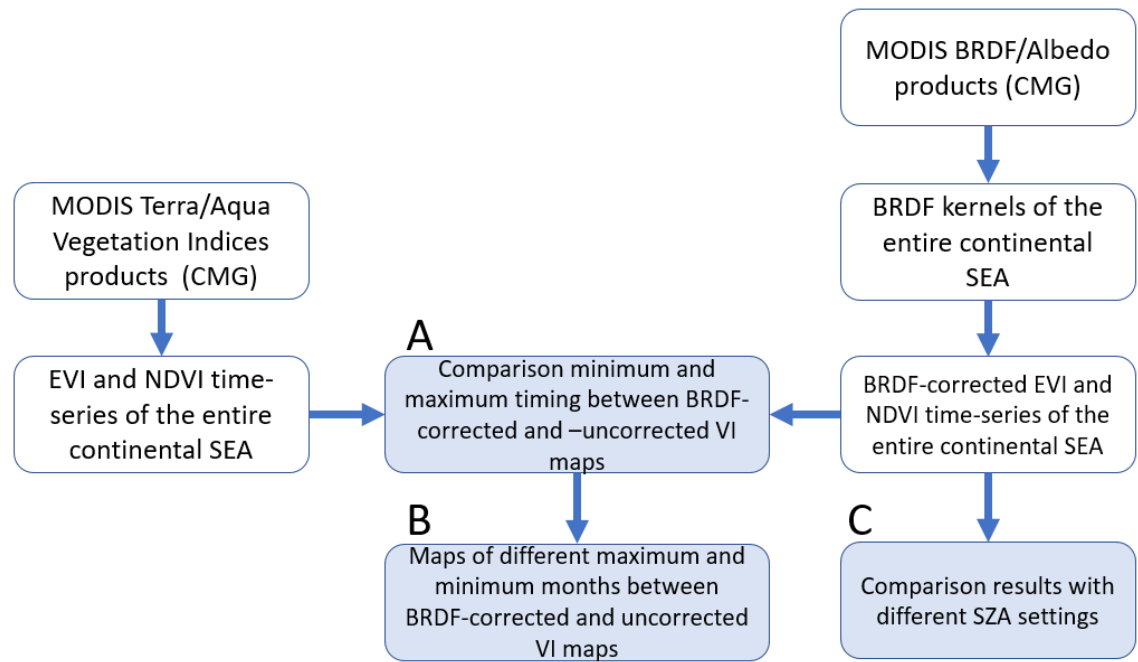 MODIS BRDF/Albedo
products (CMG)
MODIS Terra/Aqua
Vegetation Indices
products  (CMG)
BRDF kernels of the
entire continental
SEA
EVI and NDVI time-
series of the entire
continental SEA
A
Comparison minimum and
maximum timing between BRDF-
corrected and –uncorrected VI
maps
BRDF-corrected EVI and
NDVI time-series of the
entire continental SEA
B
Maps of different maximum and
minimum months between
BRDF-corrected and uncorrected
VI maps
C
Comparison results with
different SZA settings